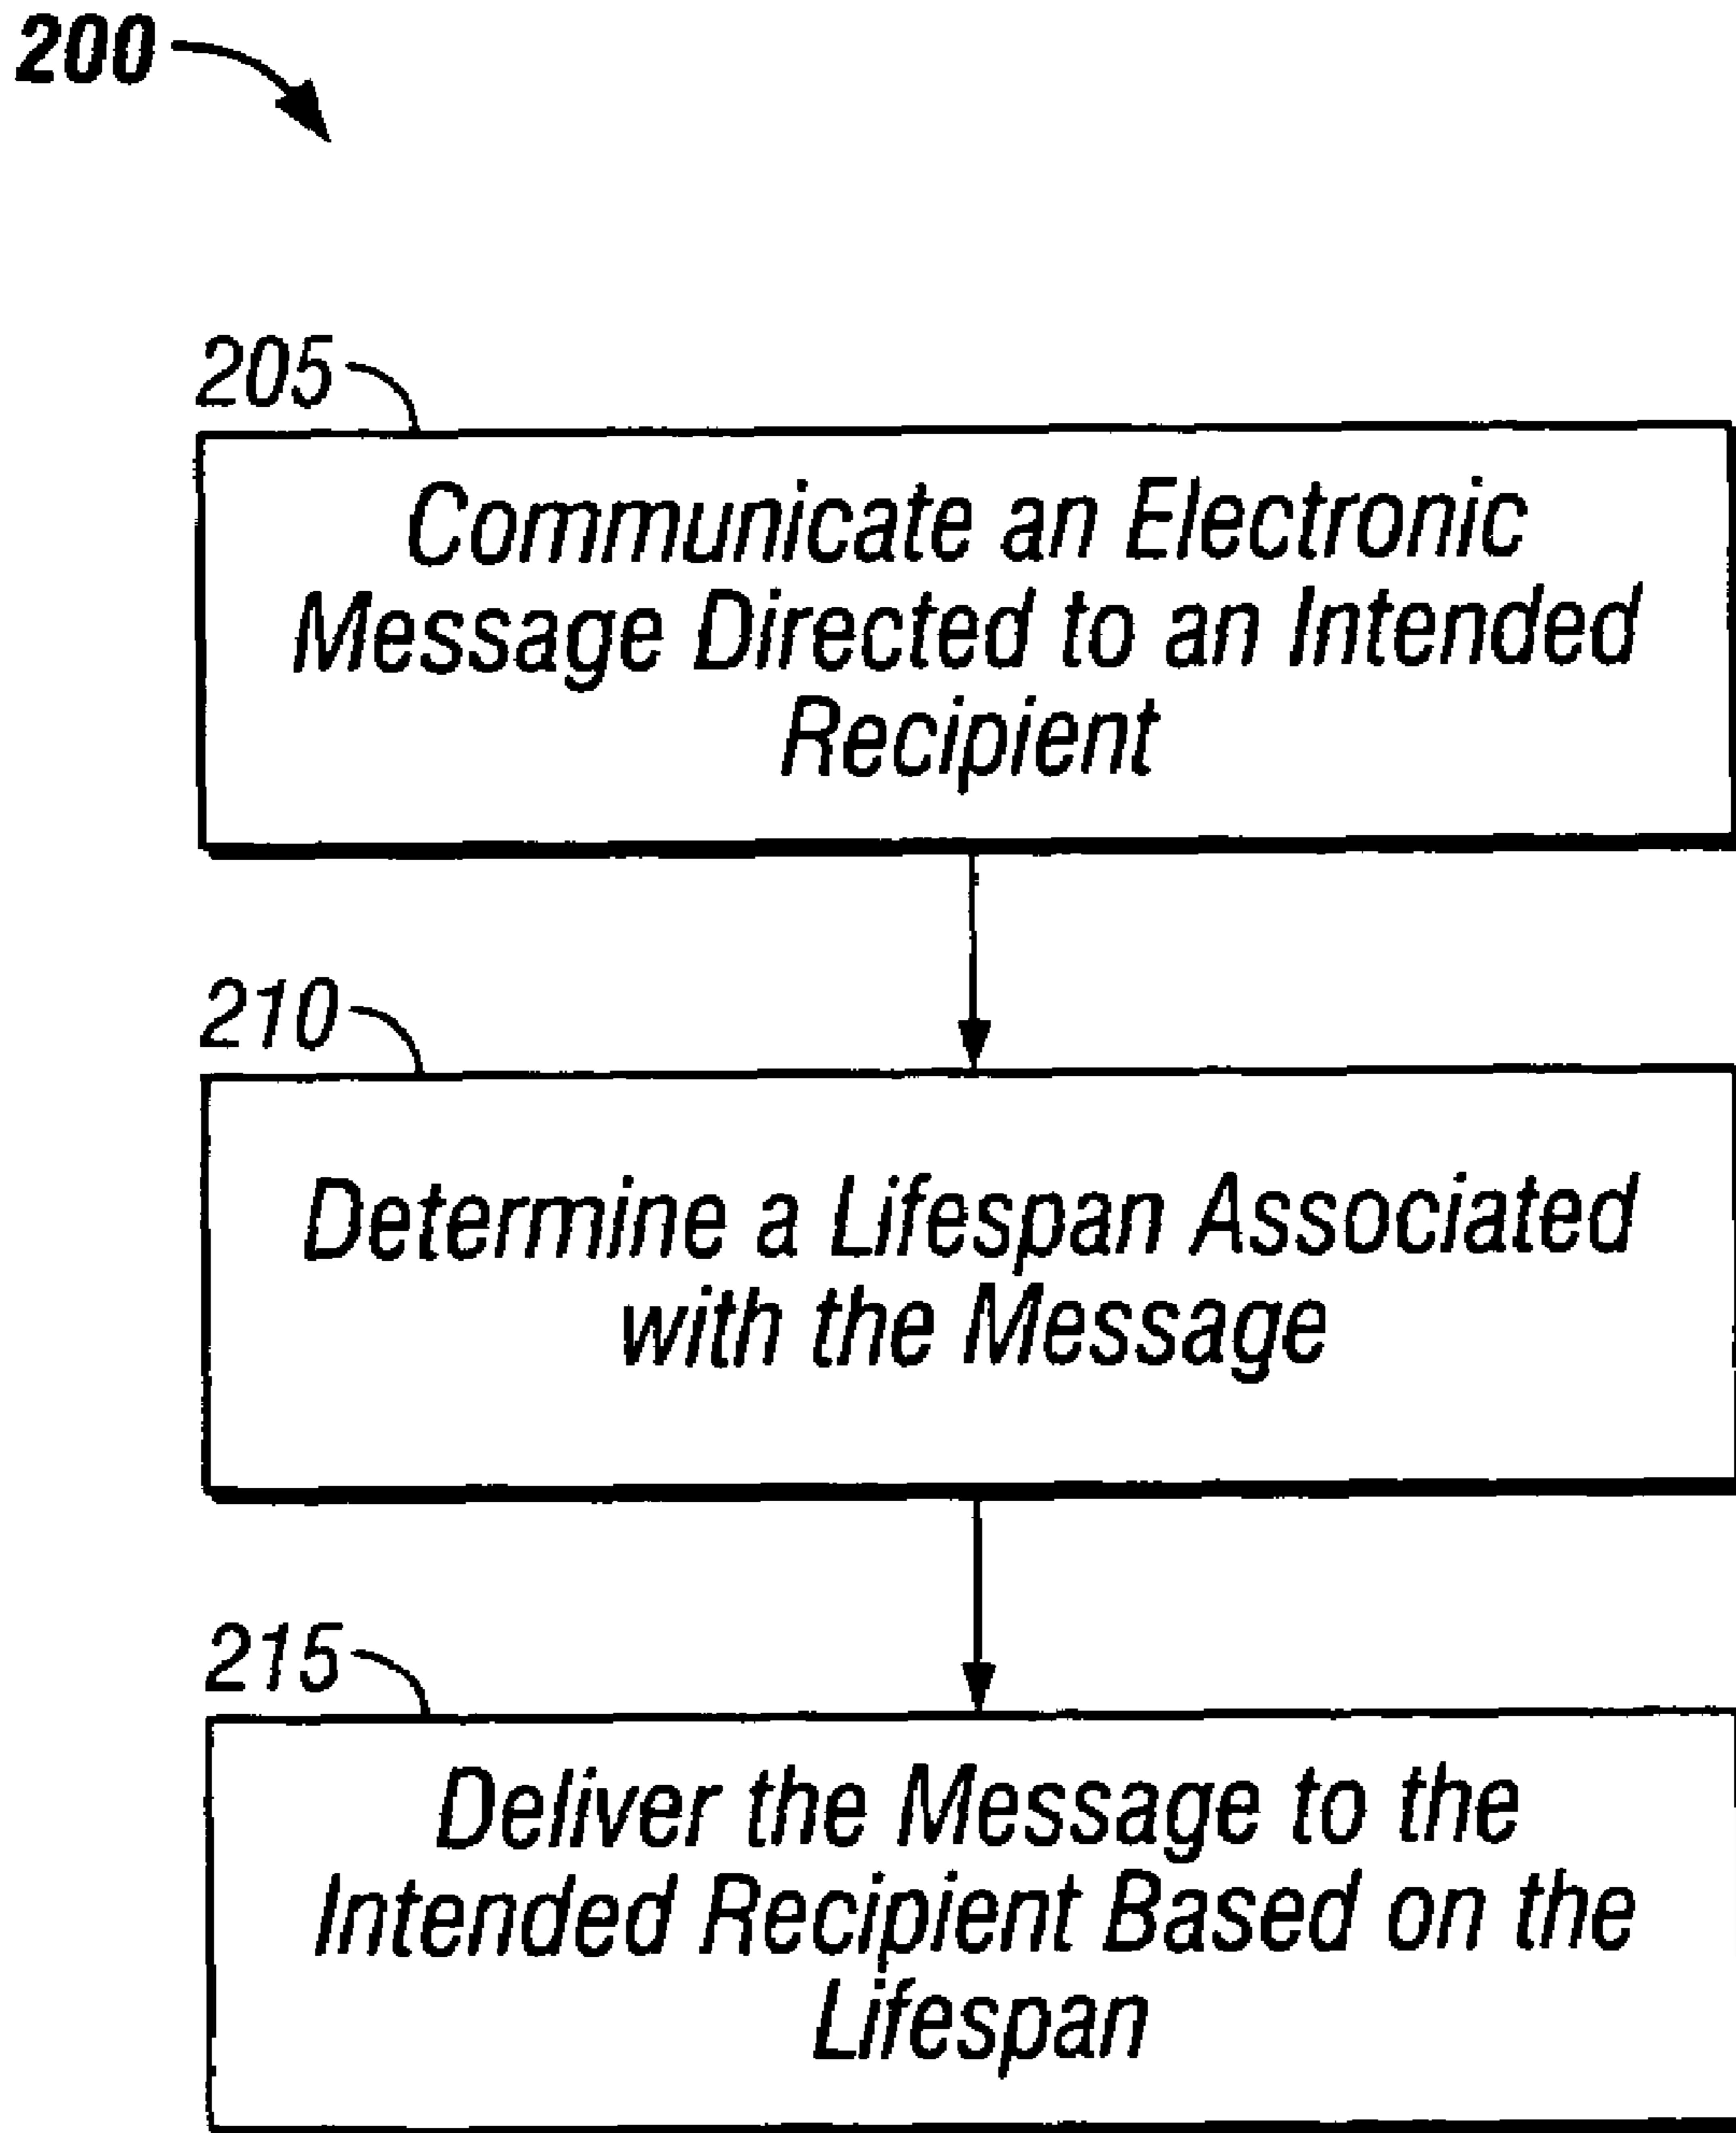 200
205
Communicate an Electronic
Message Directed to an Intended
Recipient
210
Determine a Lifespan Associated
with the Message
215
Deliver the Message to the
Intended Recipient Based on the
Lifespan